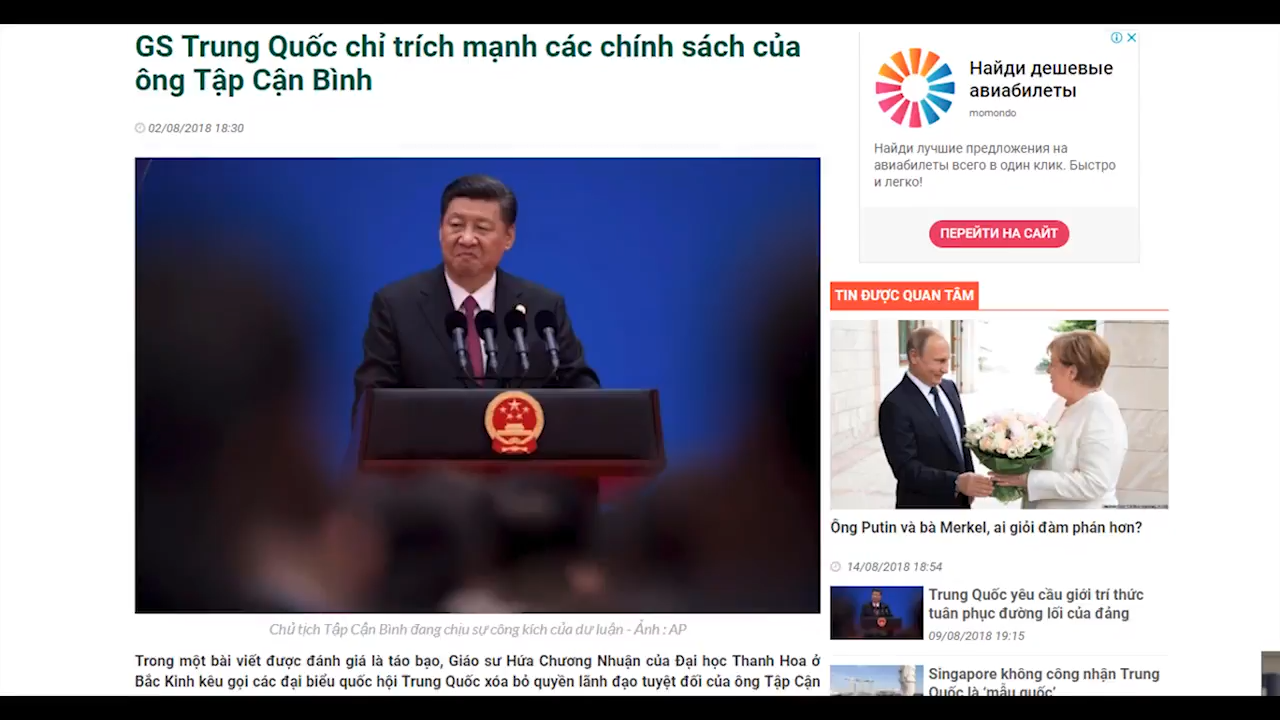 GS Trung Quốc chỉ trích mạnh các chính sách của
ông Tập Cận Bình
02/08/2018 18:30
Chủ tịch Tập Cận Bình đang chịu sự công kích của dư luận - Ảnh : AP
Trong một bài viết được đánh giá là táo bạo, Giáo sư Hứa Chương Nhuận của Đại học Thanh Hoa ở
Bắc Kinh kêu gọi các đại biểu quốc hội Trung Quốc xóa bỏ quyền lãnh đạo tuyệt đối của ông Tập Cận
Найди дешевые
авиабилеты
momondo
Найди лучшие предложения на
авиабилеты всего в один клик. Быстро
и легко!
ПЕРЕЙТИ НА САЙТ
TIN ĐƯỢC QUAN TÂM
Ông Putin và bà Merkel, ai giỏi đàm phán hơn?
14/08/2018 18:54
Trung Quốc yêu cầu giới trí thức
tuân phục đường lối của đảng
09/08/2018 19:15
Singapore không công nhận Trung
Quốc là ‘mẫu quốc’